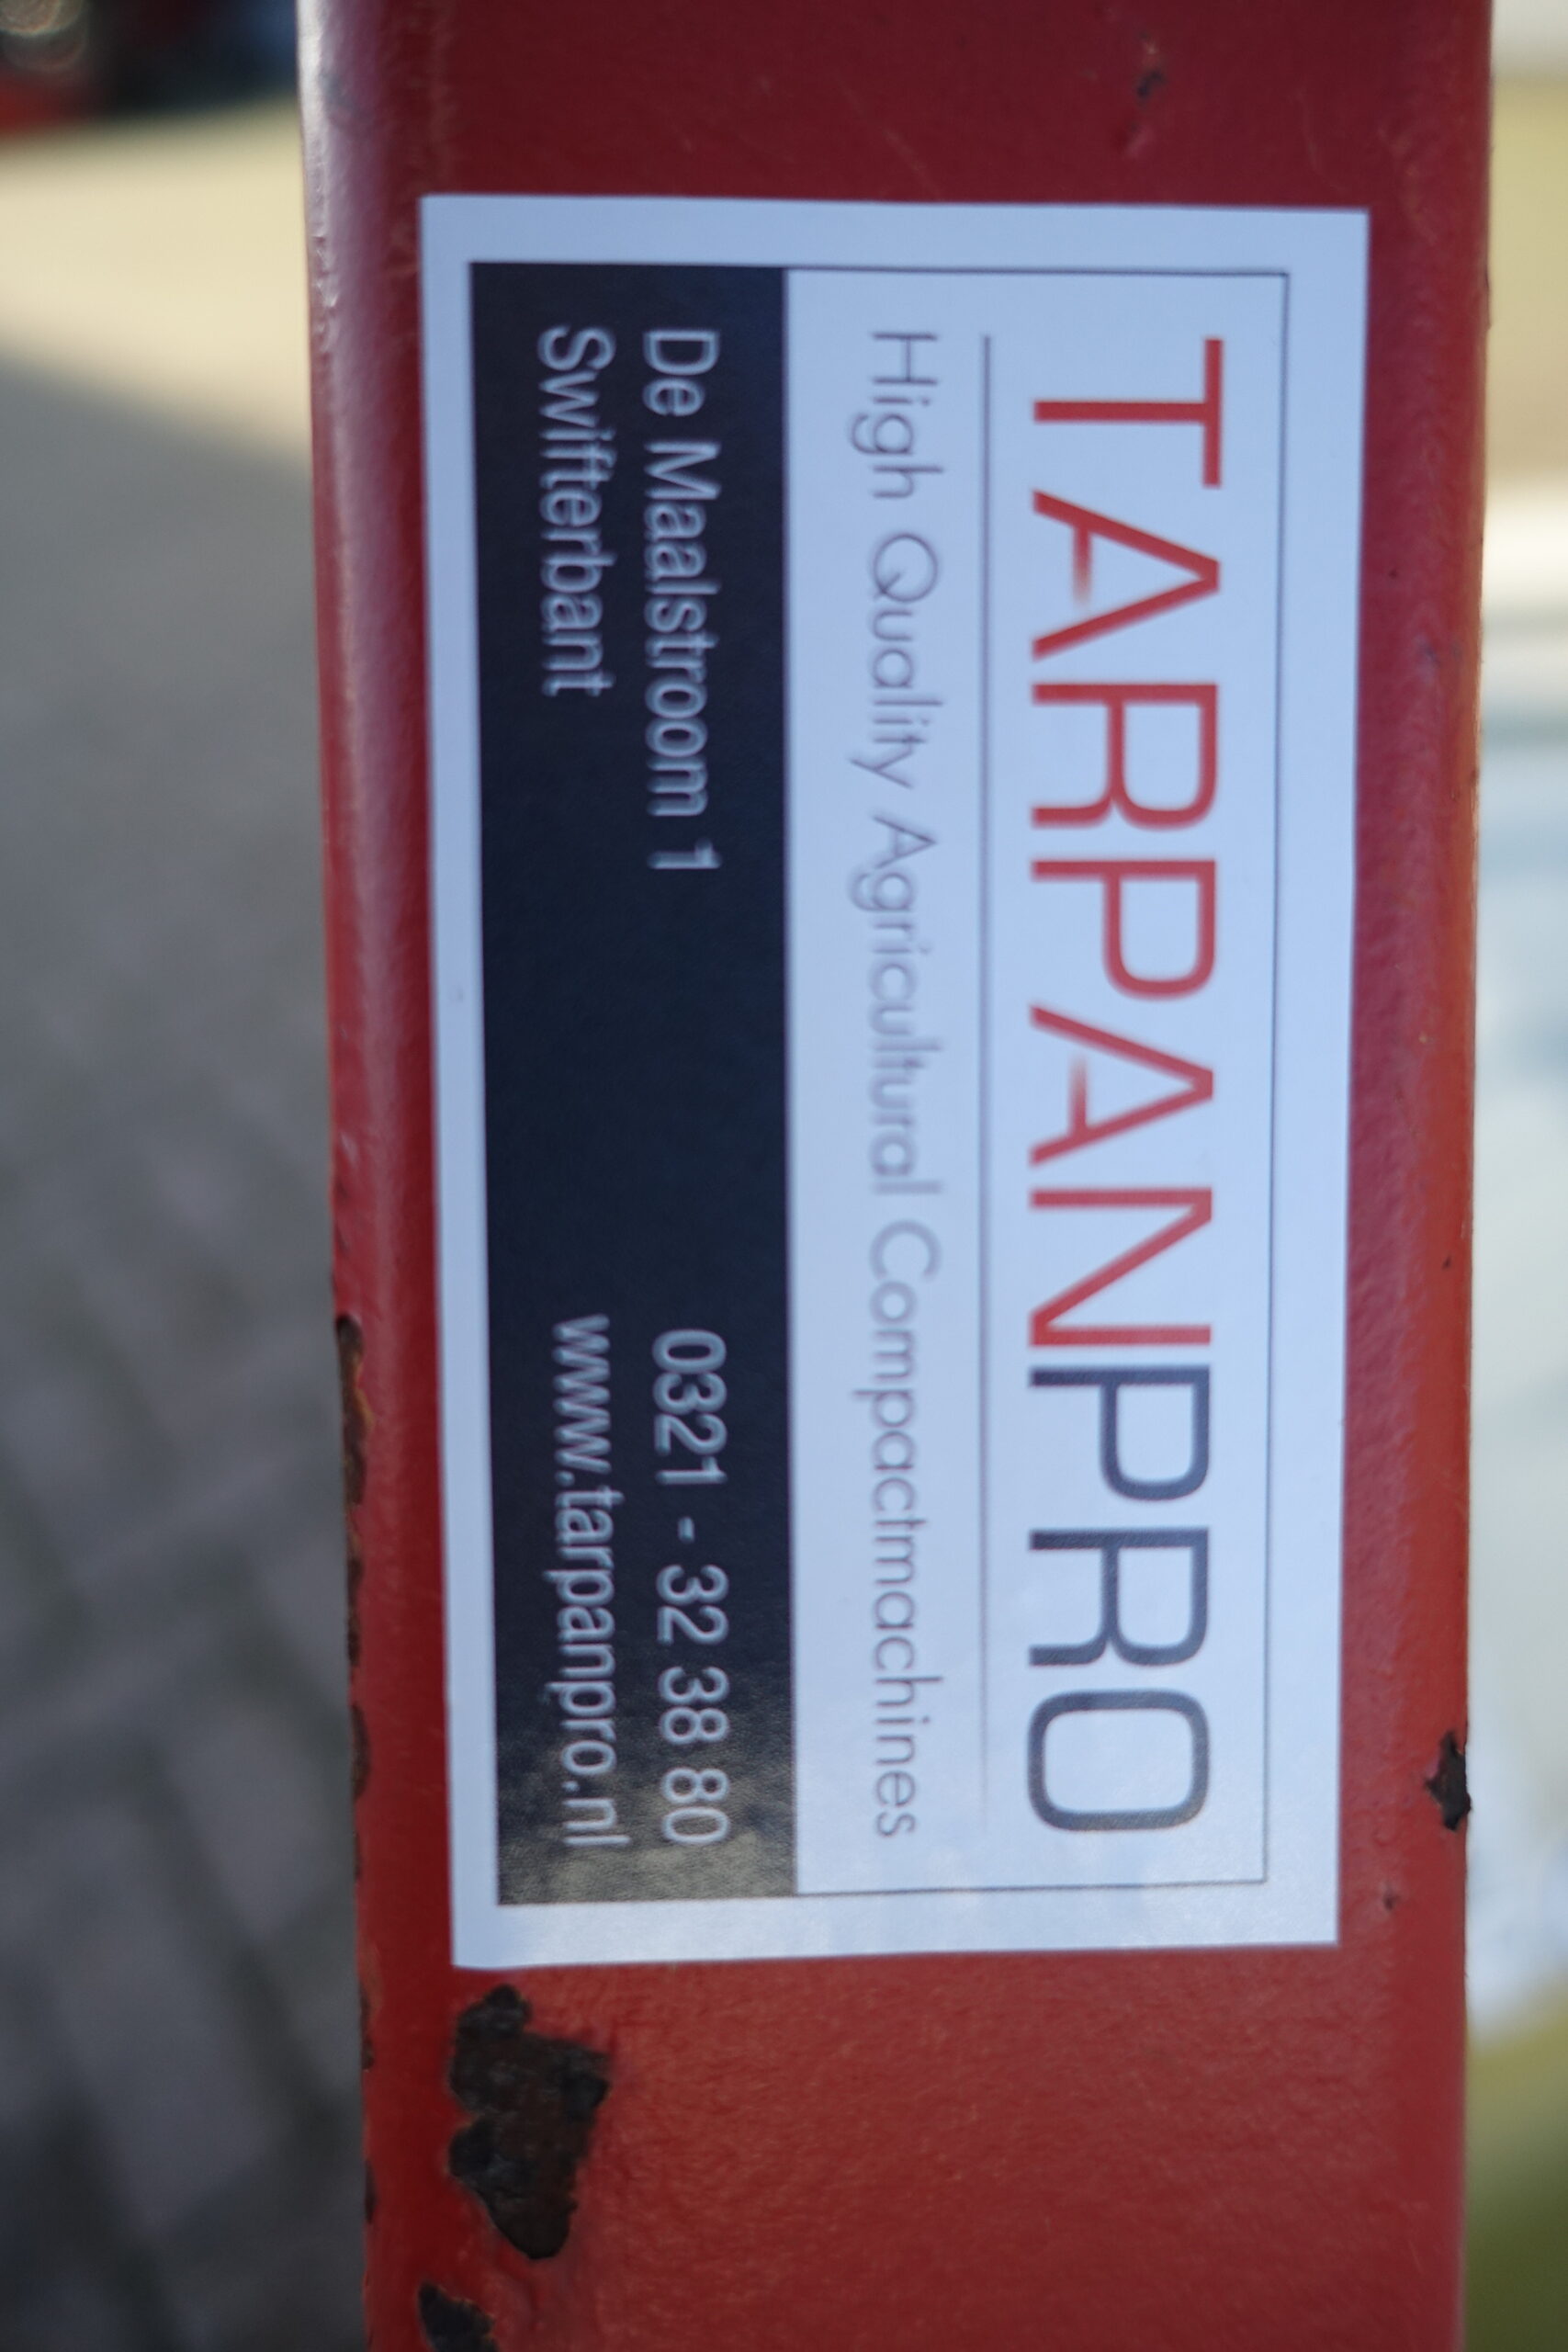 TARPANPRO
High Quality Agricultural Compactmachines
De Maalstroom 1
Swifterbant
0321 - 32 38 80
www.tarpanpro.nl